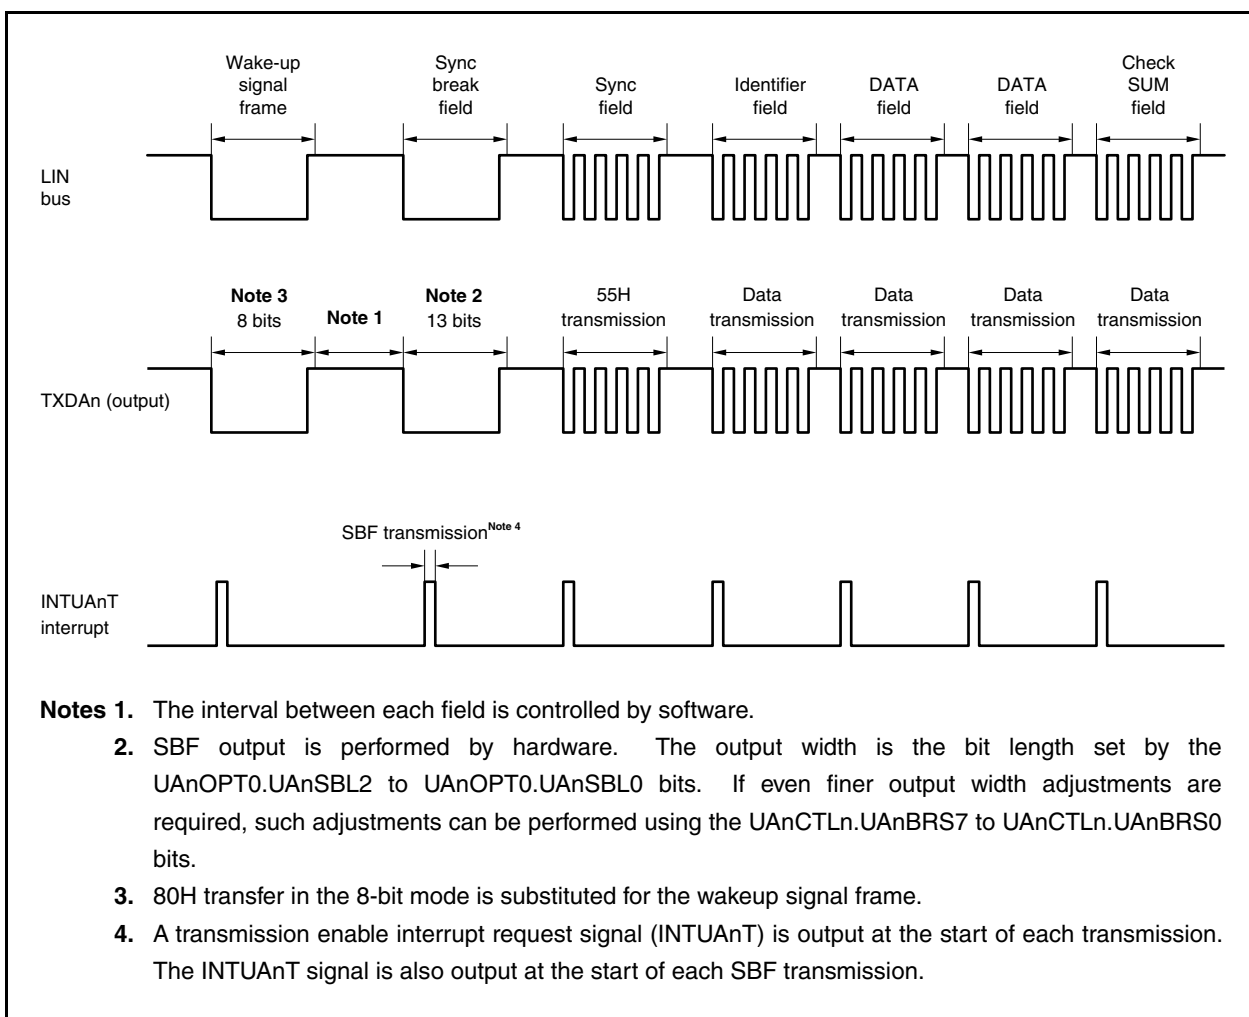 Wake-up
signal
frame
Sync
break
field
Sync
field
Identifier
field
DATA
field
DATA
field
Check
SUM
field
LIN
bus
Note 3
8 bits
Note 1
Note 2
13 bits
55H
transmission
Data
transmission
Data
transmission
Data
transmission
Data
transmission
TXDAn (output)
SBF transmission Note 4
INTUAnT
interrupt
Notes 1. The interval between each field is controlled by software.
2. SBF output is performed by hardware. The output width is the bit length set by the
UAnOPT0.UAnSBL2 to UAnOPT0.UAnSBL0 bits. If even finer output width adjustments are
required, such adjustments can be performed using the UAnCTLn.UAnBRS7 to UAnCTLn.UAnBRS0
bits.
3. 80H transfer in the 8-bit mode is substituted for the wakeup signal frame.
4. A transmission enable interrupt request signal (INTUAnT) is output at the start of each transmission.
The INTUAnT signal is also output at the start of each SBF transmission.